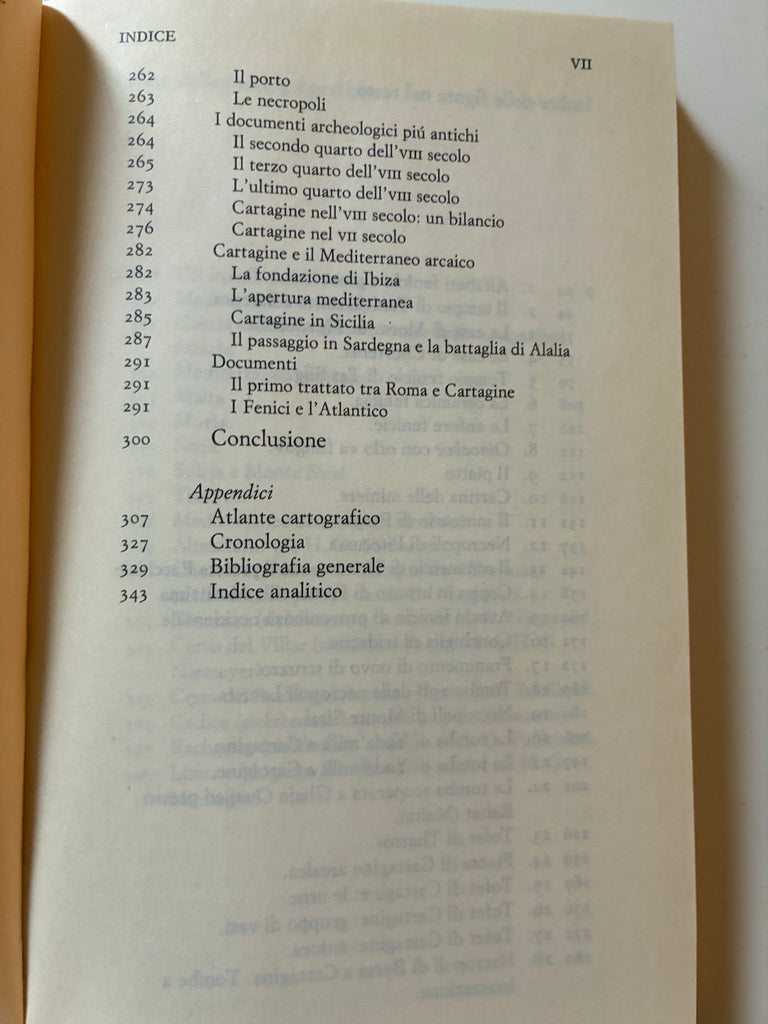 INDICE
VII
262 Il porto
263 Le necropoli
264 I documenti archeologici piú antichi
264 Il secondo quarto dell'VIII secolo
265 Il terzo quarto dell'VIII secolo
273 L'ultimo quarto dell'VIII secolo
274 Cartagine nell'VIII secolo: un bilancio
276 Cartagine nel VII secolo
282 Cartagine e il Mediterraneo arcaico
282 La fondazione di Ibiza
283 L'apertura mediterranea
285 Cartagine in Sicilia
287 Il passaggio in Sardegna e la battaglia di Alalia
291 Documenti
291 Il primo trattato tra Roma e Cartagine
291 I Fenici e l'Atlantico
300 Conclusione
Appendici
307 Atlante cartografico
327 Cronologia
329 Bibliografia generale
343 Indice analitico